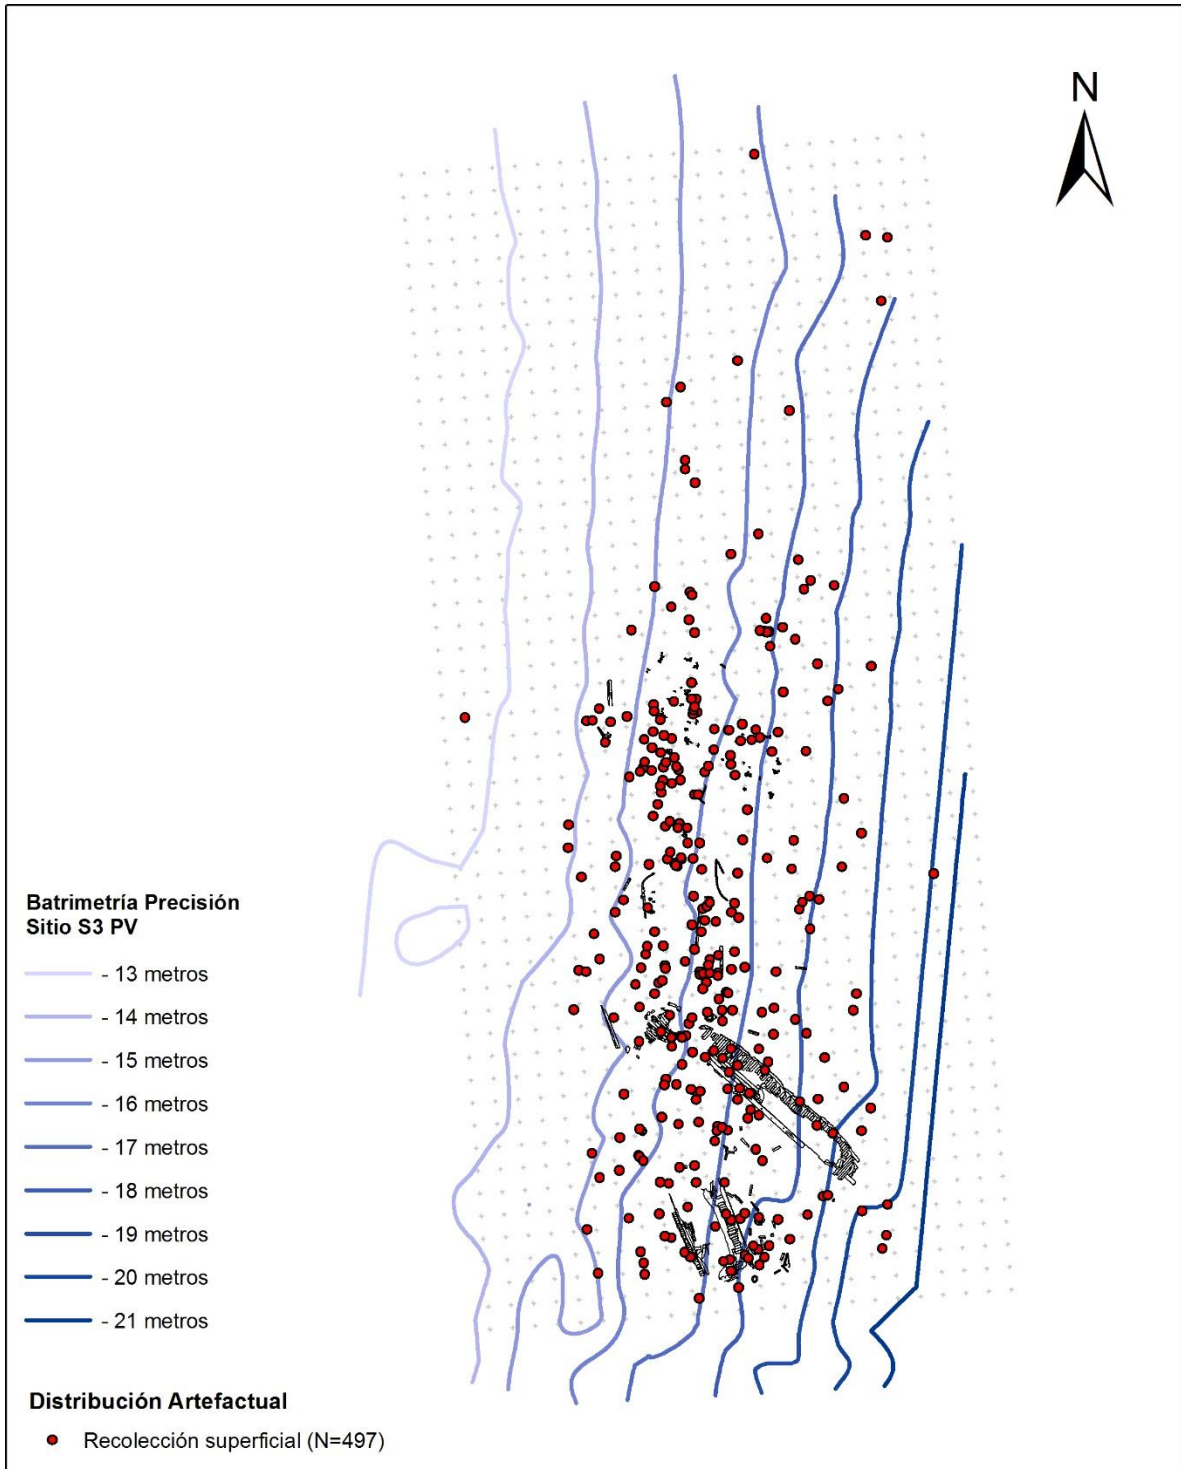 N
Batrimetría Precisión
Sitio S3 PV
- 13 metros
- 14 metros
- 15 metros
- 16 metros
- 17 metros
- 18 metros
- 19 metros
- 20 metros
- 21 metros
Distribución Artefactual
Recolección superficial (N=497)